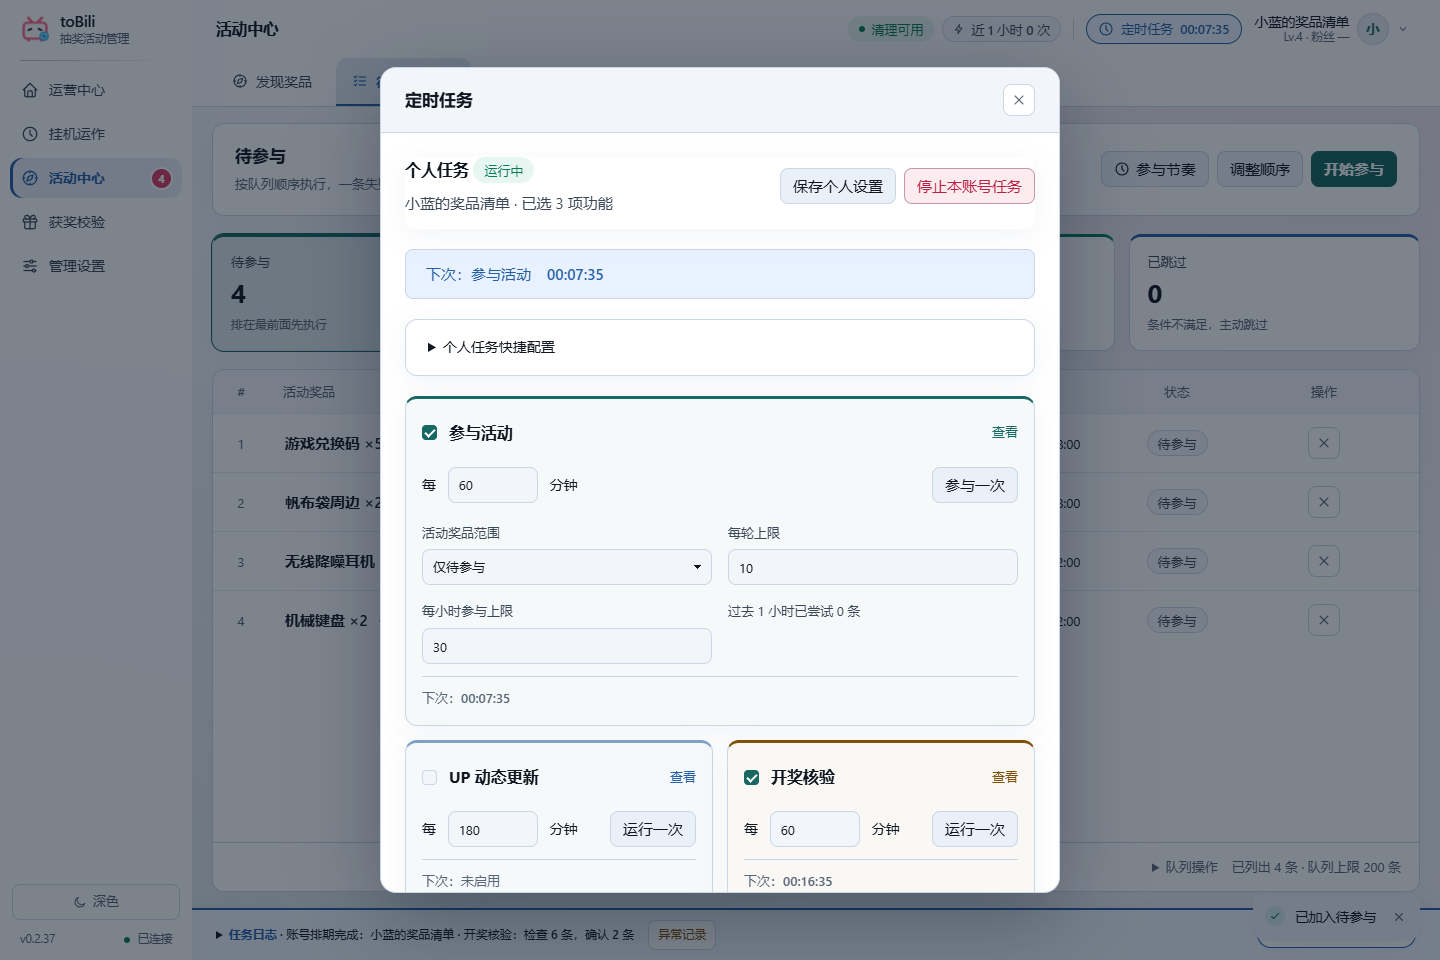 toBili
抽奖活动管理
运营中心
挂机运作
活动中心
4
获奖校验
管理设置
深色
v0.2.37
已连接
活动中心
清理可用
近 1 小时 0 次
定时任务 00:07:35
小蓝的奖品清单
Lv.4 · 粉丝 —
小
发现奖品
待参与
按队列顺序执行，一条失
参与节奏
调整顺序
开始参与
待参与
4
排在最前面先执行
已跳过
0
条件不满足，主动跳过
# 活动奖品 状态 操作
1 游戏兑换码 ×5 :00 待参与
2 帆布袋周边 ×2 :00 待参与
3 无线降噪耳机 :00 待参与
4 机械键盘 ×2 :00 待参与
队列操作 已列出 4 条 · 队列上限 200 条
任务日志 · 账号排期完成：小蓝的奖品清单 · 开奖核验：检查 6 条，确认 2 条
异常记录
已加入待参与
定时任务
个人任务 运行中
小蓝的奖品清单 · 已选 3 项功能
保存个人设置
停止本账号任务
下次：参与活动 00:07:35
个人任务快捷配置
参与活动
查看
每 60 分钟
参与一次
活动奖品范围
仅待参与
每轮上限
10
每小时参与上限
30
过去 1 小时已尝试 0 条
下次：00:07:35
UP 动态更新
查看
每 180 分钟
运行一次
下次：未启用
开奖核验
查看
每 60 分钟
运行一次
下次：00:16:35